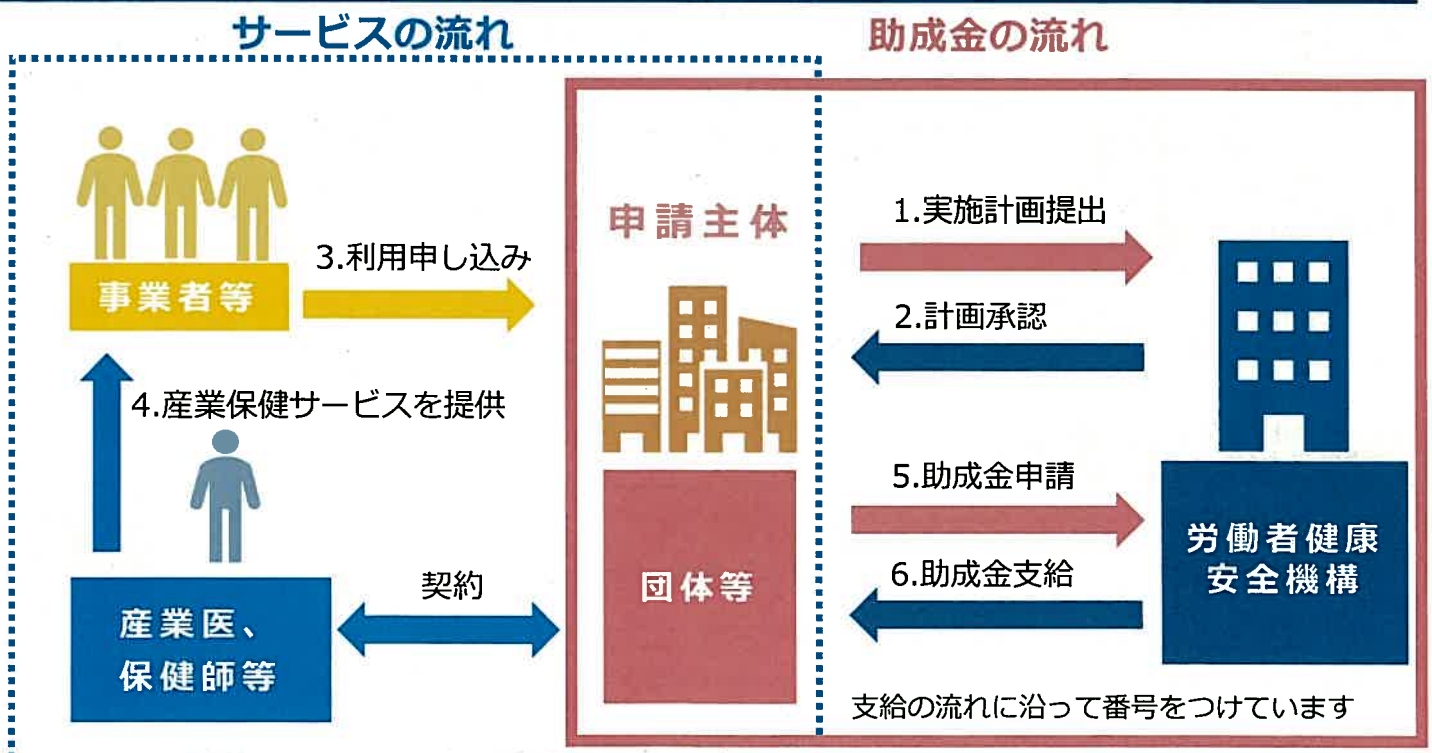 サービスの流れ
助成金の流れ
事業者等
3.利用申し込み
4.産業保健サービスを提供
産業医、
保健師等
契約
申請主体
団体等
1.実施計画提出
2.計画承認
5.助成金申請
6.助成金支給
労働者健康
安全機構
支給の流れに沿って番号をつけています